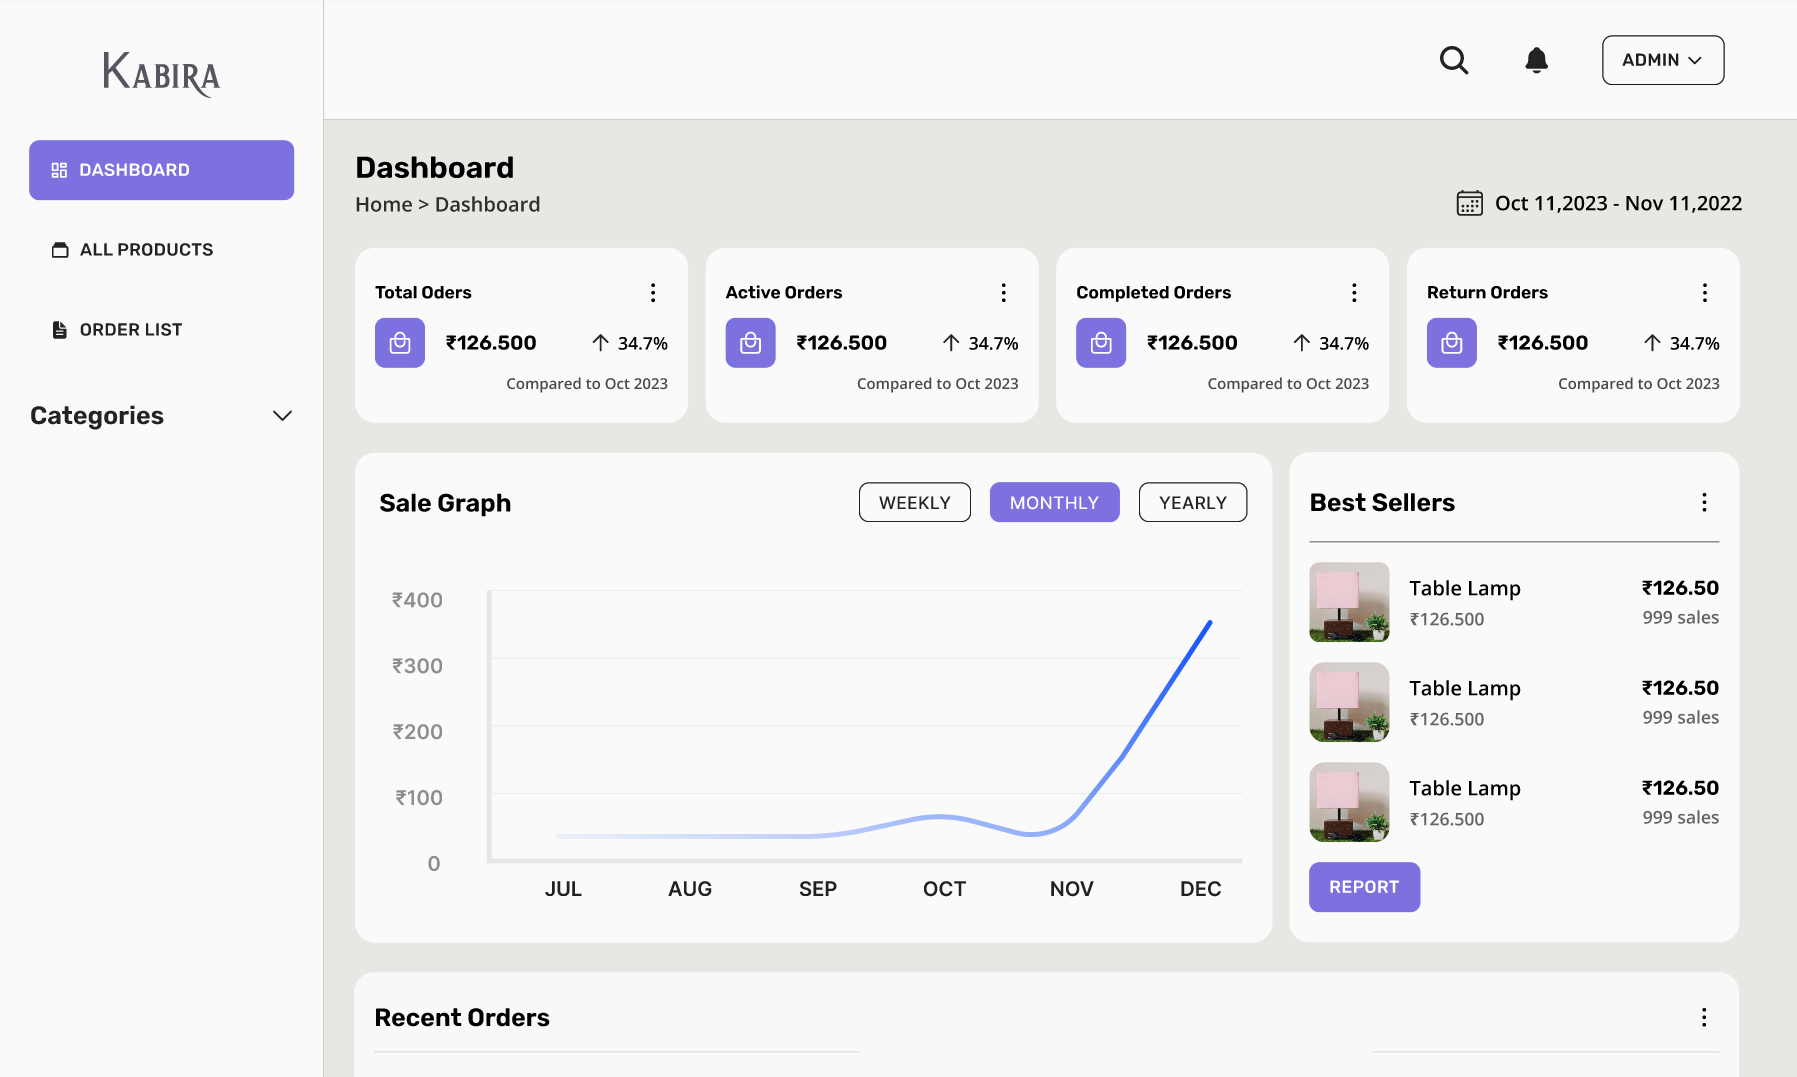 KABIRA
ADMIN
DASHBOARD
ALL PRODUCTS
ORDER LIST
Categories
Dashboard
Home > Dashboard
Oct 11,2023 - Nov 11,2022
Total Oders
₹126.500
34.7%
Compared to Oct 2023
Active Orders
₹126.500
34.7%
Compared to Oct 2023
Completed Orders
₹126.500
34.7%
Compared to Oct 2023
Return Orders
₹126.500
34.7%
Compared to Oct 2023
Sale Graph
WEEKLY
MONTHLY
YEARLY
₹400
₹300
₹200
₹100
0
JUL
AUG
SEP
OCT
NOV
DEC
Best Sellers
Table Lamp
₹126.50
₹126.500
999 sales
Table Lamp
₹126.50
₹126.500
999 sales
Table Lamp
₹126.50
₹126.500
999 sales
REPORT
Recent Orders